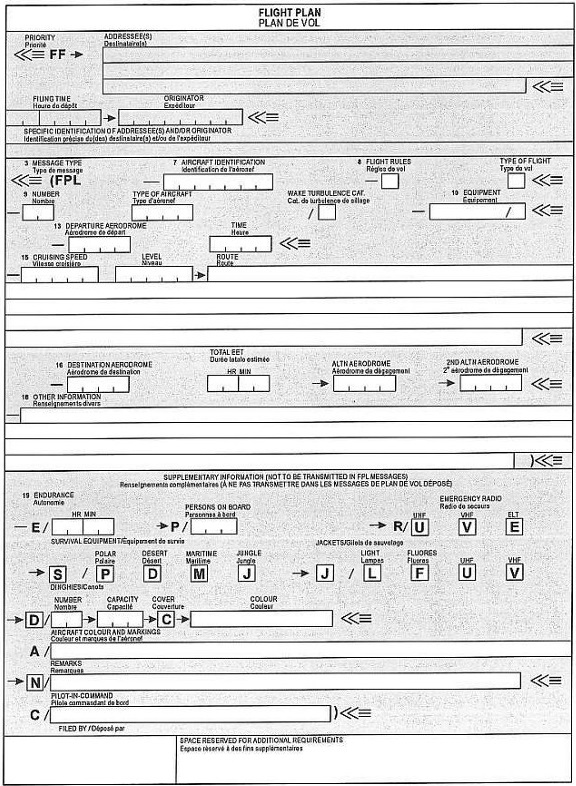 FLIGHT PLAN
PLAN DE VOL
PRIORITY
Priorité
ADDRESSEE(S)
Destinataire(s)
<<≡ FF →
<<≡
FILING TIME
Heure de dépôt
ORIGINATOR
Expéditeur
→ <<≡
SPECIFIC IDENTIFICATION OF ADDRESSEE(S) AND/OR ORIGINATOR
Identification précise du(des) destinataire(s) et/ou de l'expéditeur
3 MESSAGE TYPE
Type de message
7 AIRCRAFT IDENTIFICATION
Identification de l'aéronef
8 FLIGHT RULES
Règles de vol
TYPE OF FLIGHT
Type de vol
<<≡ (FPL — — <<≡
9 NUMBER
Nombre
TYPE OF AIRCRAFT
Type d'aéronef
WAKE TURBULENCE CAT.
Cat. de turbulence de sillage
10 EQUIPMENT
Équipement
— / — / <<≡
13 DEPARTURE AERODROME
Aérodrome de départ
TIME
Heure
— <<≡
15 CRUISING SPEED
Vitesse croisière
LEVEL
Niveau
ROUTE
Route
— →
<<≡
16 DESTINATION AERODROME
Aérodrome de destination
TOTAL EET
Durée totale estimée
HR MIN
ALTN AERODROME
Aérodrome de dégagement
2ND ALTN AERODROME
2e aérodrome de dégagement
— → → <<≡
18 OTHER INFORMATION
Renseignements divers
—
)<<≡
SUPPLEMENTARY INFORMATION (NOT TO BE TRANSMITTED IN FPL MESSAGES)
Renseignements complémentaires (À NE PAS TRANSMETTRE DANS LES MESSAGES DE PLAN DE VOL DÉPOSÉ)
19 ENDURANCE
Autonomie
HR MIN
PERSONS ON BOARD
Personnes à bord
EMERGENCY RADIO
Radio de secours
UHF VHF ELT
— E / → P / → R/ U V E
SURVIVAL EQUIPMENT/Équipement de survie
JACKETS/Gilets de sauvetage
POLAR
Polaire
DESERT
Désert
MARITIME
Maritime
JUNGLE
Jungle
LIGHT
Lampes
FLUORES
Fluores
UHF VHF
→ S / P D M J → J / L F U V
DINGHIES/Canots
NUMBER
Nombre
CAPACITY
Capacité
COVER
Couverture
COLOUR
Couleur
→ D / → → C → <<≡
AIRCRAFT COLOUR AND MARKINGS
Couleur et marques de l'aéronef
A /
REMARKS
Remarques
→ N / <<≡
PILOT-IN-COMMAND
Pilote commandant de bord
C / )<<≡
FILED BY /Déposé par
SPACE RESERVED FOR ADDITIONAL REQUIREMENTS
Espace réservé à des fins supplémentaires